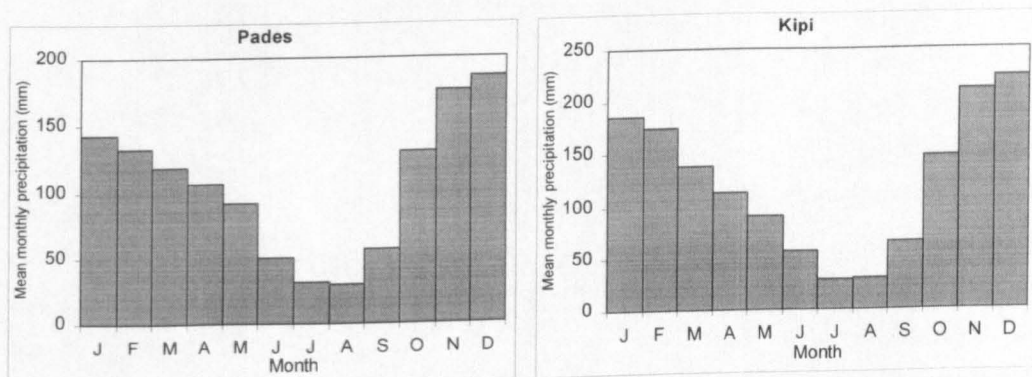 Pades
Mean monthly precipitation (mm)
200
150
100
50
0
J F M A M J J A S O N D
Month
Kipi
Mean monthly precipitation (mm)
250
200
150
100
50
0
J F M A M J J A S O N D
Month